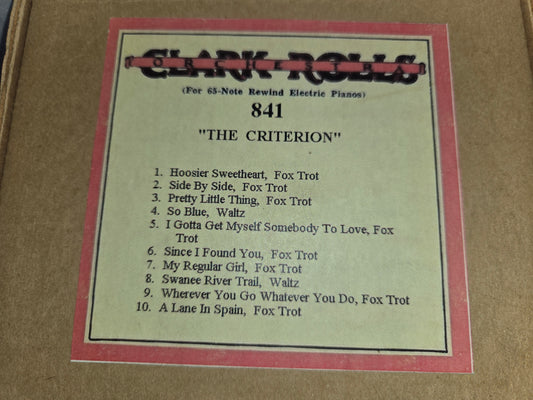 CLARK ROLLS
ORCHESTRA
(For 65-Note Rewind Electric Pianos)
841
"THE CRITERION"
1. Hoosier Sweetheart, Fox Trot
2. Side By Side, Fox Trot
3. Pretty Little Thing, Fox Trot
4. So Blue, Waltz
5. I Gotta Get Myself Somebody To Love, Fox
Trot
6. Since I Found You, Fox Trot
7. My Regular Girl, Fox Trot
8. Swanee River Trail, Waltz
9. Wherever You Go Whatever You Do, Fox Trot
10. A Lane In Spain, Fox Trot